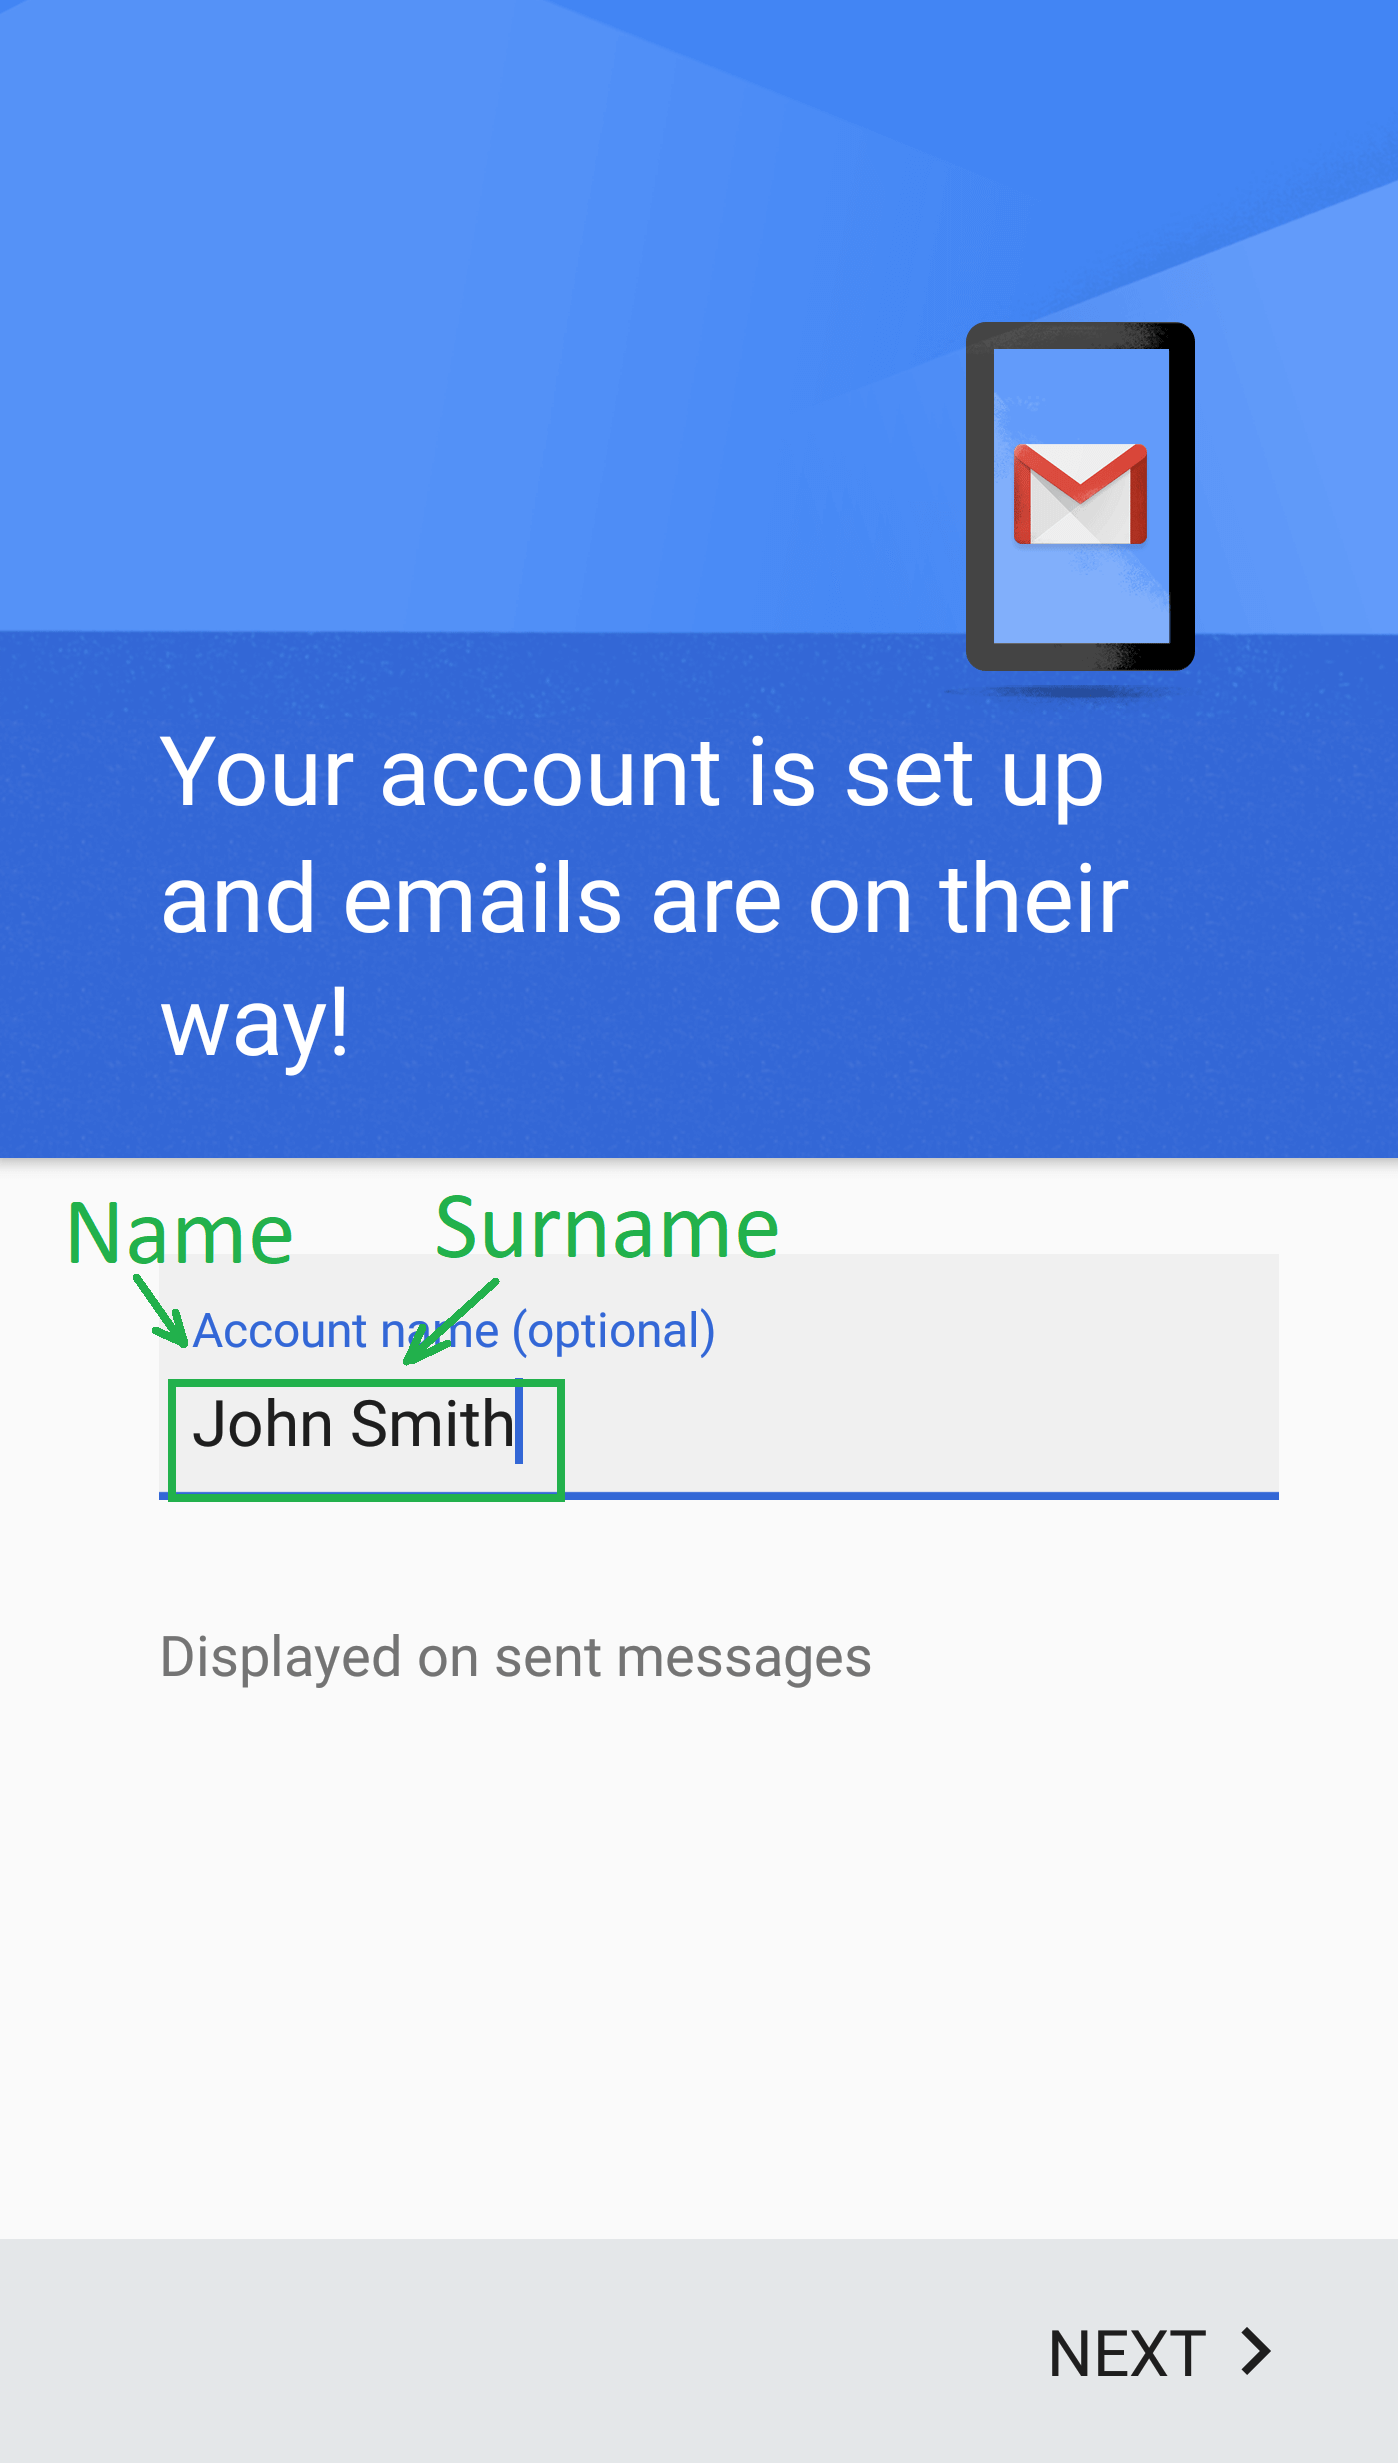 Your account is set up
and emails are on their
way!
Name Surname
Account name (optional)
John Smith
Displayed on sent messages
NEXT